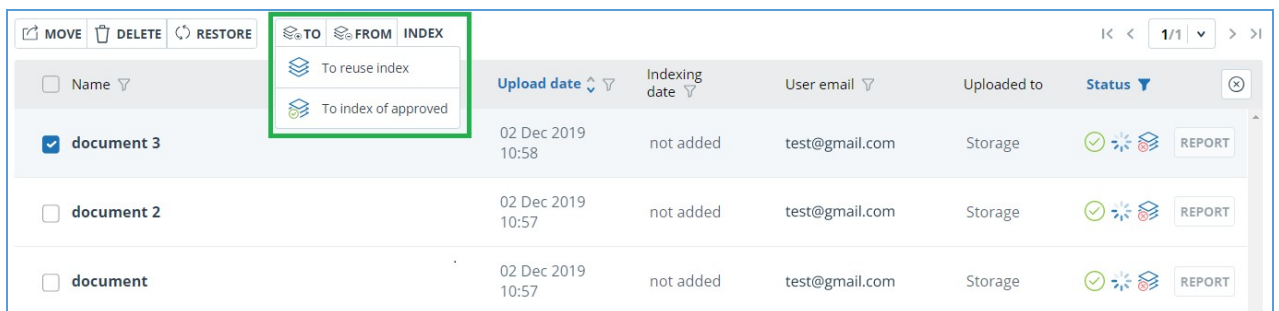 MOVE DELETE RESTORE TO FROM INDEX 1/1
To reuse index
To index of approved
Name Upload date Indexing date User email Uploaded to Status
document 3 02 Dec 2019 10:58 not added test@gmail.com Storage REPORT
document 2 02 Dec 2019 10:57 not added test@gmail.com Storage REPORT
document 02 Dec 2019 10:57 not added test@gmail.com Storage REPORT